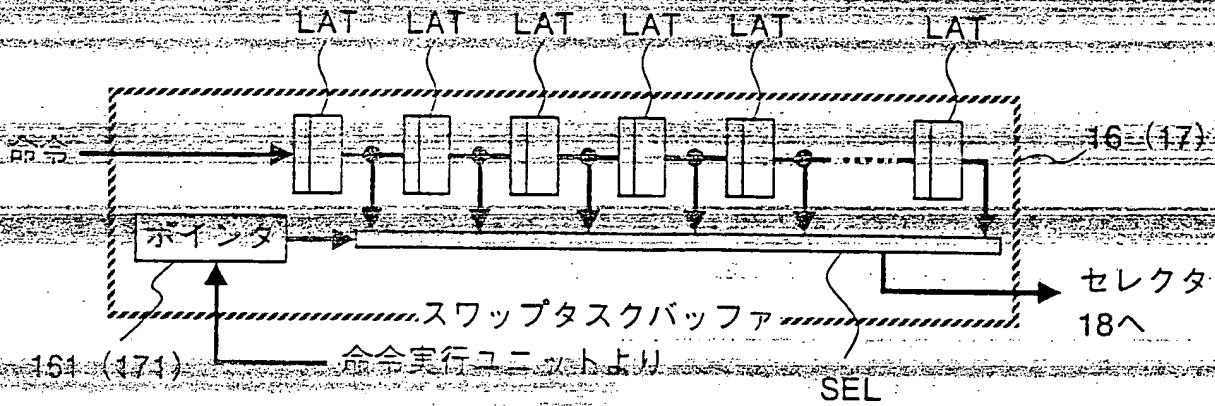 LAT LAT LAT LAT LAT LAT
命令
16 (17)
ポインタ
セレクタ
18へ
スワップタスクバッファ
161 (171)
命令実行ユニットより
SEL